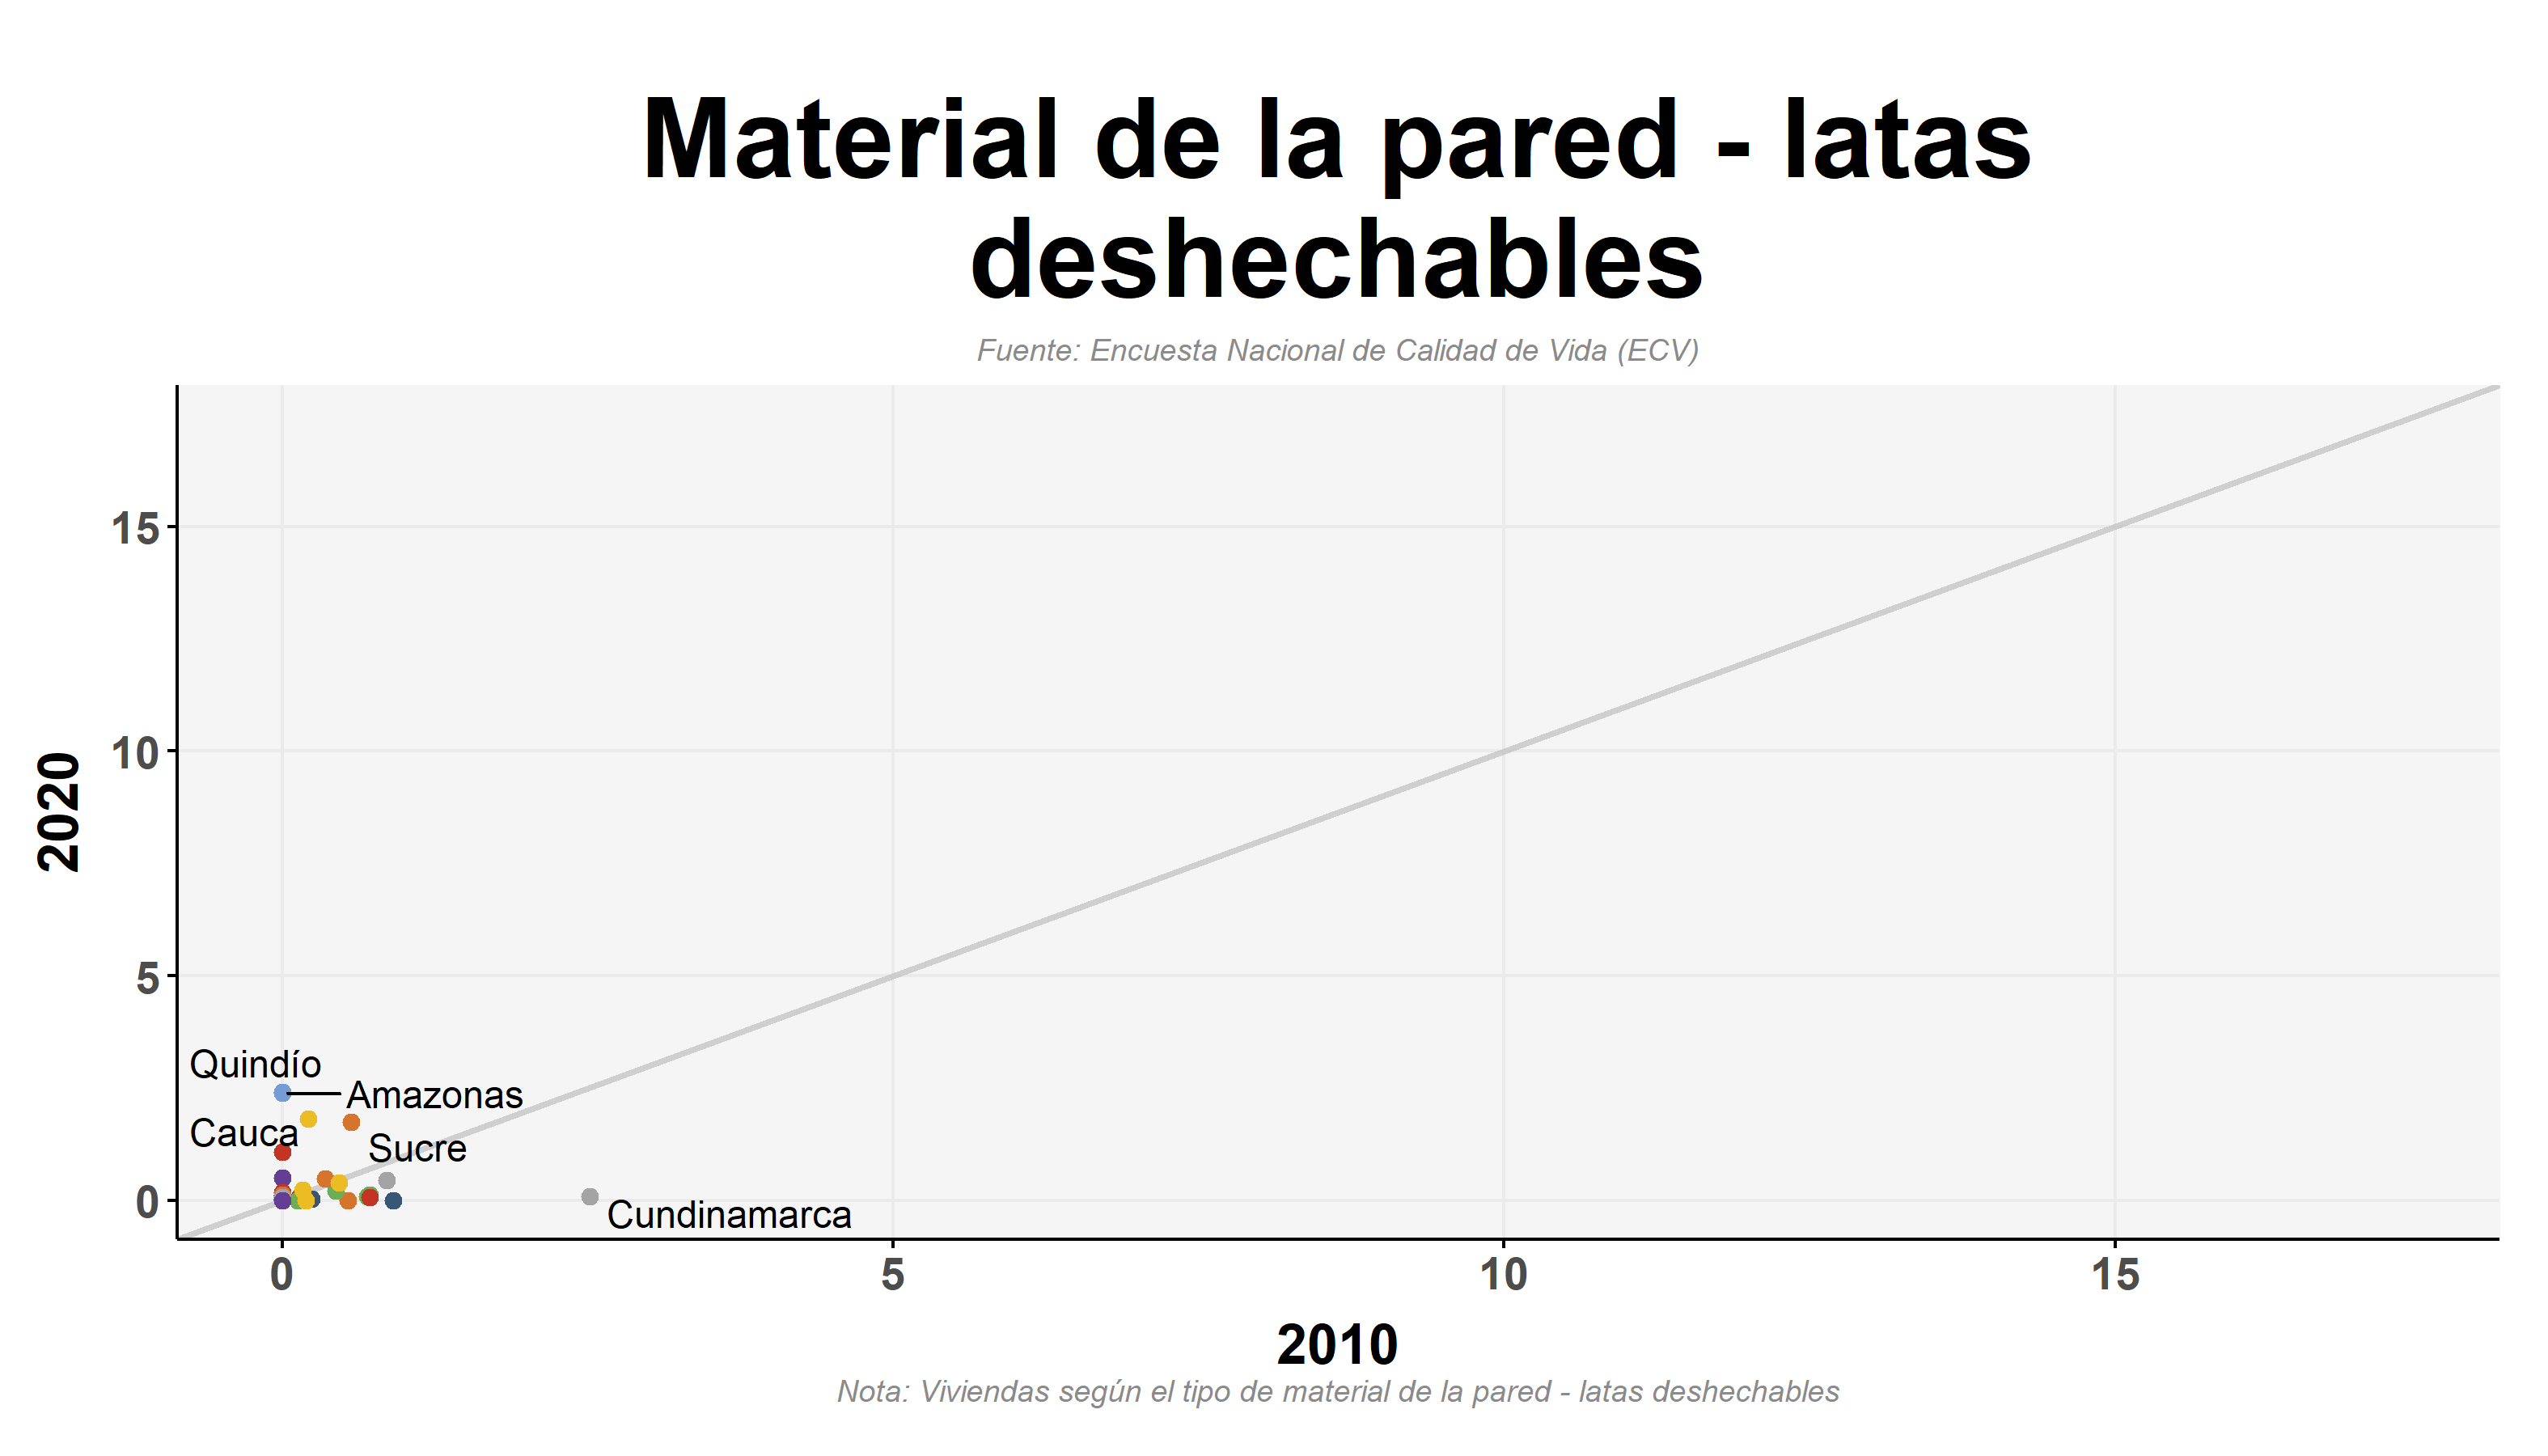 Material de la pared - latas
deshechables
Fuente: Encuesta Nacional de Calidad de Vida (ECV)
15
10
5
0
2020
Quindío
Amazonas
Cauca
Sucre
Cundinamarca
0 5 10 15
2010
Nota: Viviendas según el tipo de material de la pared - latas deshechables